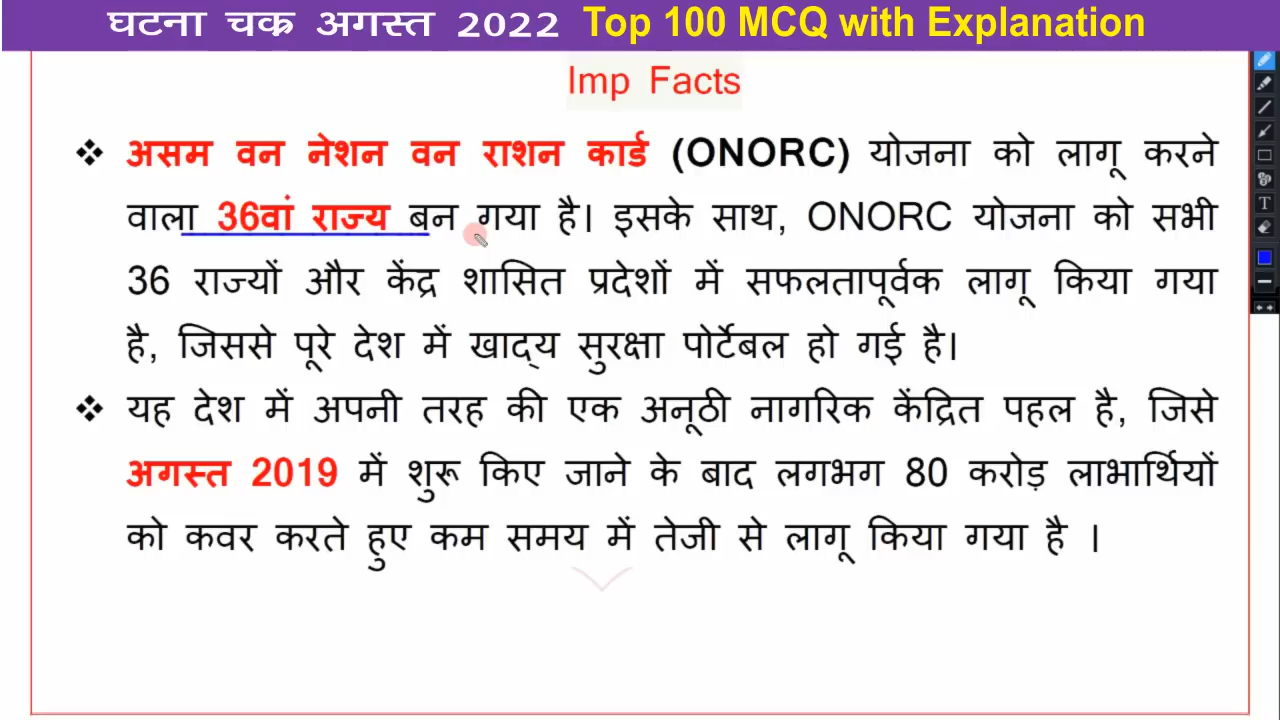 घटना चक्र अगस्त 2022 Top 100 MCQ with Explanation
Imp Facts
❖ असम वन नेशन वन राशन कार्ड (ONORC) योजना को लागू करने
वाला 36वां राज्य बन गया है। इसके साथ, ONORC योजना को सभी
36 राज्यों और केंद्र शासित प्रदेशों में सफलतापूर्वक लागू किया गया
है, जिससे पूरे देश में खाद्य सुरक्षा पोर्टेबल हो गई है।
❖ यह देश में अपनी तरह की एक अनूठी नागरिक केंद्रित पहल है, जिसे
अगस्त 2019 में शुरू किए जाने के बाद लगभग 80 करोड़ लाभार्थियों
को कवर करते हुए कम समय में तेजी से लागू किया गया है ।
T